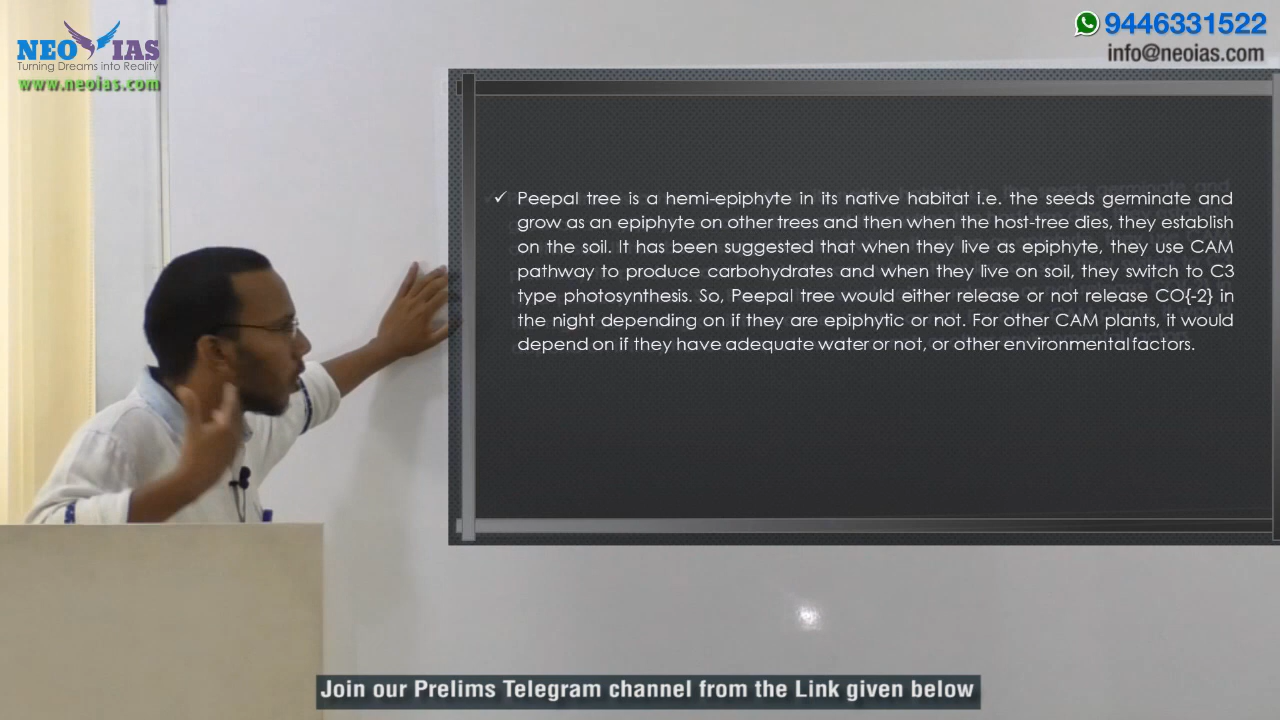 NEO IAS
Turning Dreams into Reality
www.neoias.com
9446331522
info@neoias.com
✓ Peepal tree is a hemi-epiphyte in its native habitat i.e. the seeds germinate and
grow as an epiphyte on other trees and then when the host-tree dies, they establish
on the soil. It has been suggested that when they live as epiphyte, they use CAM
pathway to produce carbohydrates and when they live on soil, they switch to C3
type photosynthesis. So, Peepal tree would either release or not release CO{-2} in
the night depending on if they are epiphytic or not. For other CAM plants, it would
depend on if they have adequate water or not, or other environmental factors.
Join our Prelims Telegram channel from the Link given below